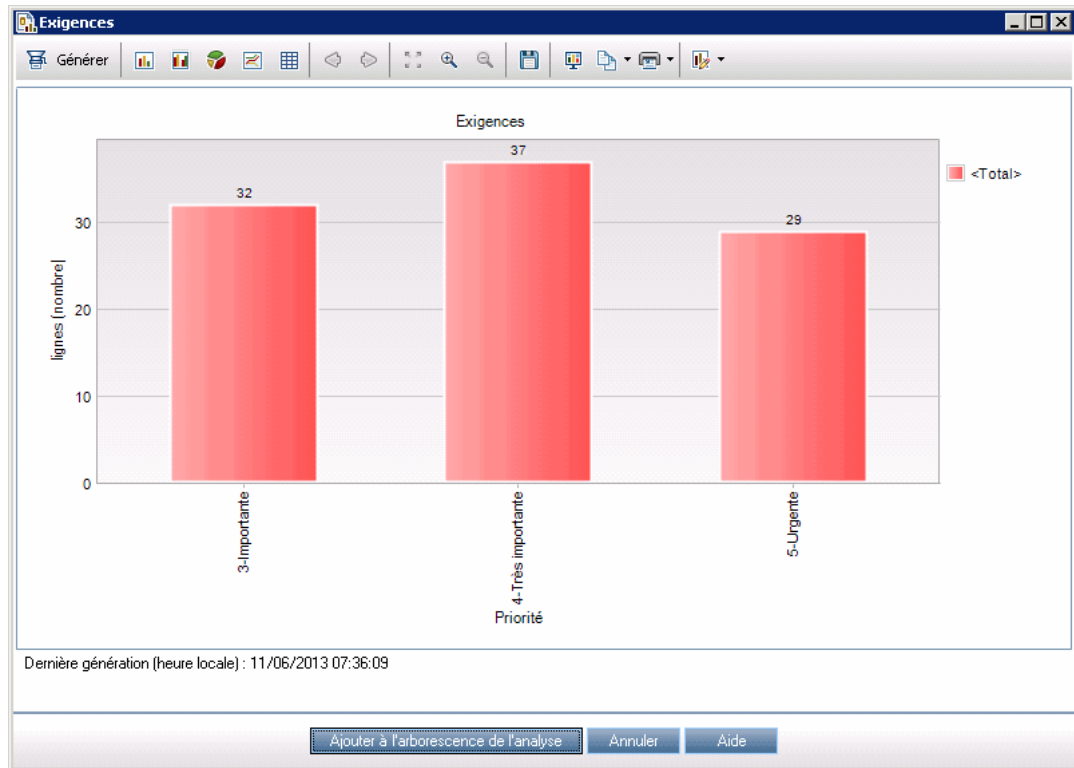 Exigences
Générer
Exigences
37
32
29
<Total>
30
20
10
0
lignes (nombre)
3-Importante
4-Très importante
5-Urgente
Priorité
Dernière génération (heure locale) : 11/06/2013 07:36:09
Ajouter à l'arborescence de l'analyse
Annuler
Aide